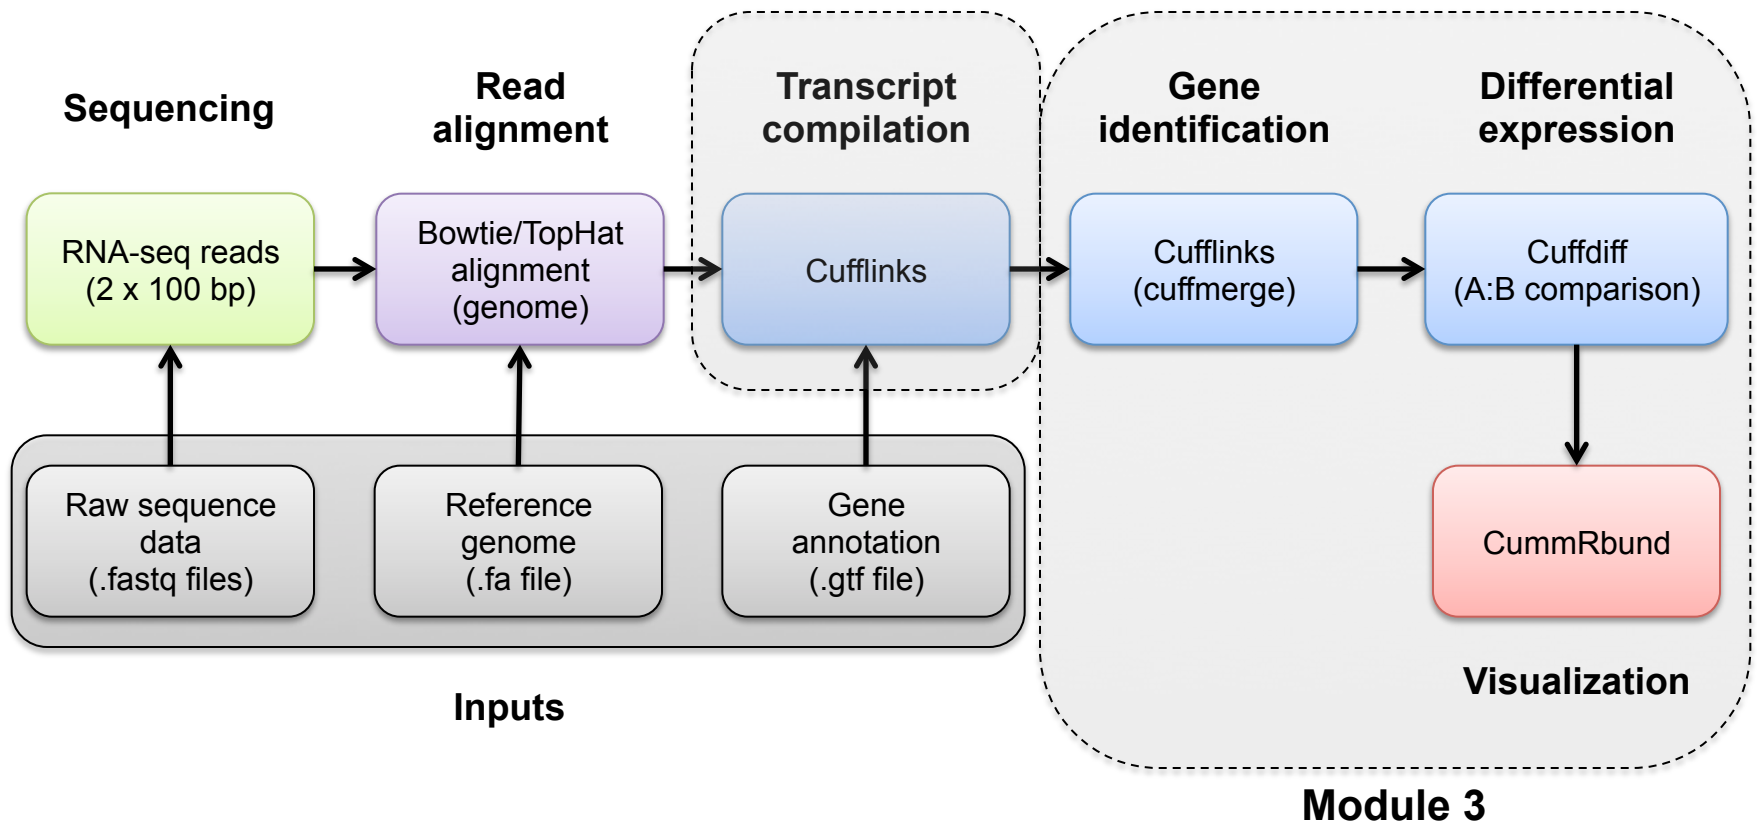 Sequencing
Read
alignment
Transcript
compilation
Gene
identification
Differential
expression
RNA-seq reads
(2 x 100 bp)
Bowtie/TopHat
alignment
(genome)
Cufflinks
Cufflinks
(cuffmerge)
Cuffdiff
(A:B comparison)
Raw sequence
data
(.fastq files)
Reference
genome
(.fa file)
Gene
annotation
(.gtf file)
CummRbund
Inputs
Visualization
Module 3